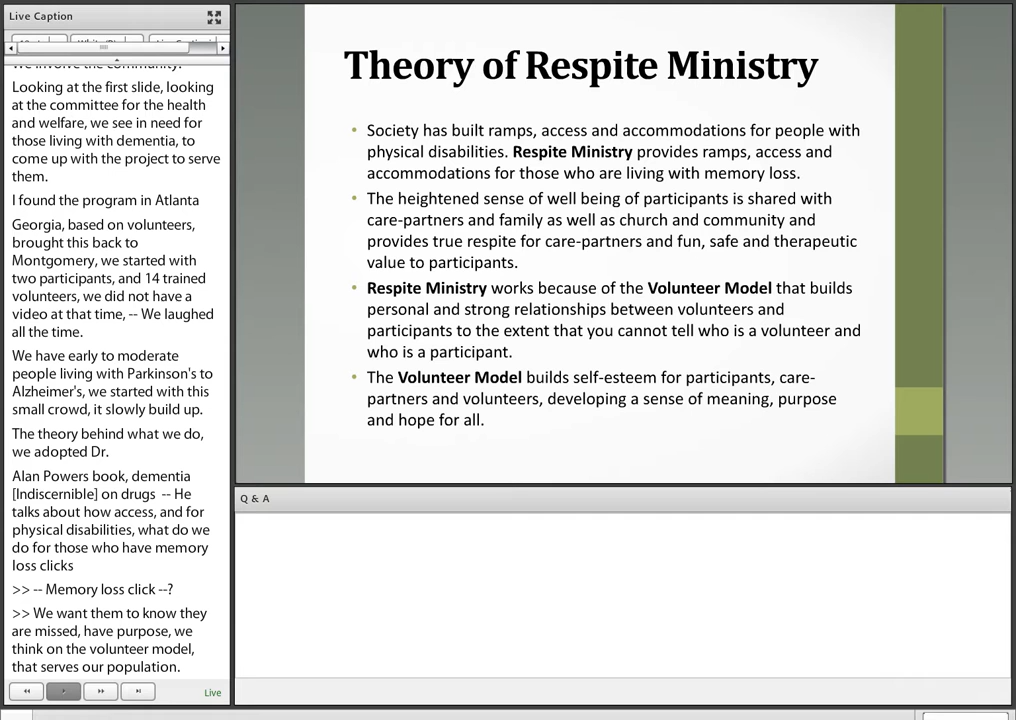 Live Caption
We involve the community.
Looking at the first slide, looking
at the committee for the health
and welfare, we see in need for
those living with dementia, to
come up with the project to serve
them.
I found the program in Atlanta
Georgia, based on volunteers,
brought this back to
Montgomery, we started with
two participants, and 14 trained
volunteers, we did not have a
video at that time, -- We laughed
all the time.
We have early to moderate
people living with Parkinson's to
Alzheimer's, we started with this
small crowd, it slowly build up.
The theory behind what we do,
we adopted Dr.
Alan Powers book, dementia
[Indiscernible] on drugs  -- He
talks about how access, and for
physical disabilities, what do we
do for those who have memory
loss clicks
>> -- Memory loss click --?
>> We want them to know they
are missed, have purpose, we
think on the volunteer model,
that serves our population.
Live
Theory of Respite Ministry
• Society has built ramps, access and accommodations for people with
physical disabilities. Respite Ministry provides ramps, access and
accommodations for those who are living with memory loss.
• The heightened sense of well being of participants is shared with
care-partners and family as well as church and community and
provides true respite for care-partners and fun, safe and therapeutic
value to participants.
• Respite Ministry works because of the Volunteer Model that builds
personal and strong relationships between volunteers and
participants to the extent that you cannot tell who is a volunteer and
who is a participant.
• The Volunteer Model builds self-esteem for participants, care-
partners and volunteers, developing a sense of meaning, purpose
and hope for all.
Q & A